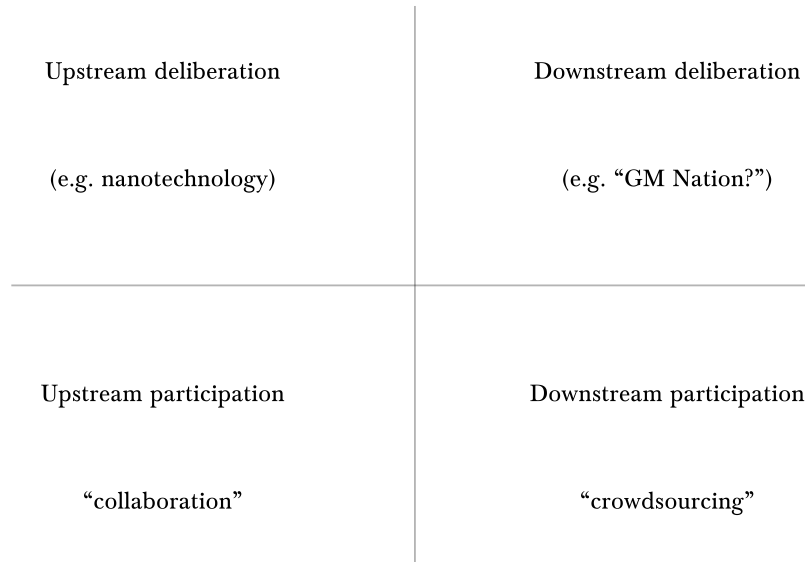 Upstream deliberation
(e.g. nanotechnology)
Downstream deliberation
(e.g. “GM Nation?”)
Upstream participation
“collaboration”
Downstream participation
“crowdsourcing”